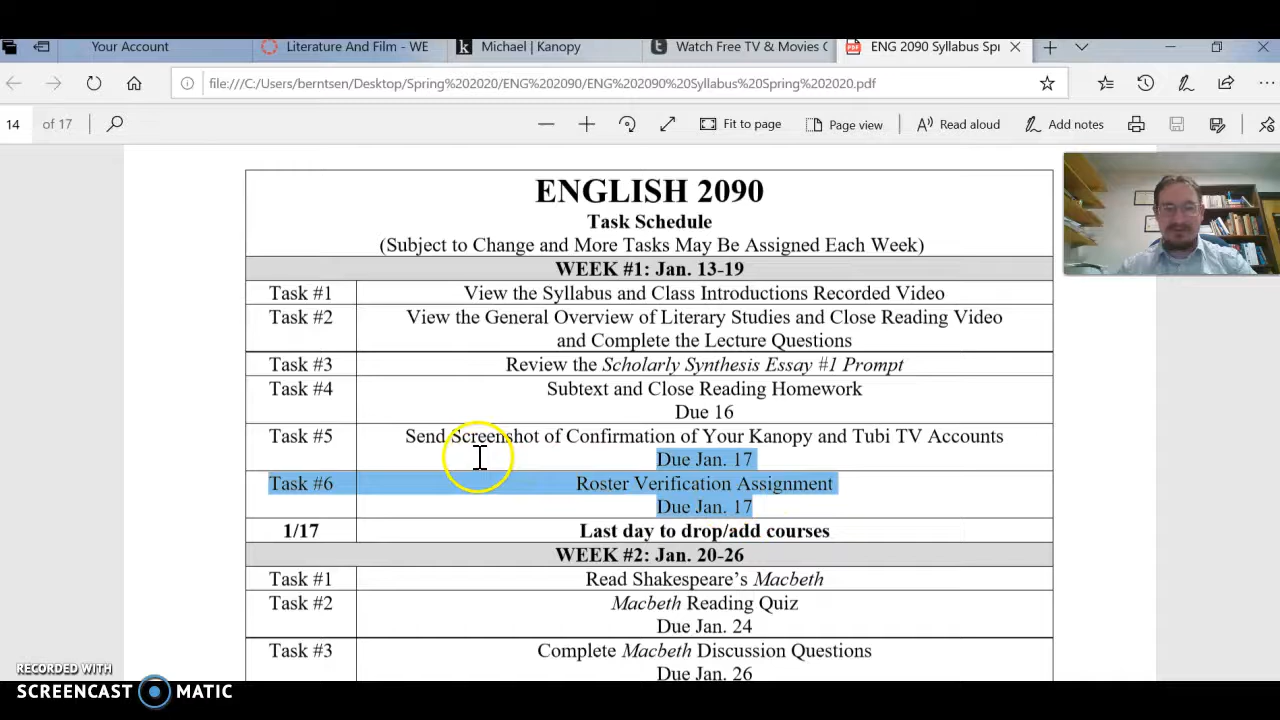 Your Account
Literature And Film - WE
k Michael | Kanopy
t Watch Free TV & Movies O
PDF ENG 2090 Syllabus Spr
file:///C:/Users/berntsen/Desktop/Spring%202020/ENG%202090/ENG%202090%20Syllabus%20Spring%202020.pdf
14 of 17
Fit to page
Page view
Read aloud
Add notes
ENGLISH 2090
Task Schedule
(Subject to Change and More Tasks May Be Assigned Each Week)
WEEK #1: Jan. 13-19
Task #1 View the Syllabus and Class Introductions Recorded Video
Task #2 View the General Overview of Literary Studies and Close Reading Video
and Complete the Lecture Questions
Task #3 Review the Scholarly Synthesis Essay #1 Prompt
Task #4 Subtext and Close Reading Homework
Due 16
Task #5 Send Screenshot of Confirmation of Your Kanopy and Tubi TV Accounts
Due Jan. 17
Task #6 Roster Verification Assignment
Due Jan. 17
1/17 Last day to drop/add courses
WEEK #2: Jan. 20-26
Task #1 Read Shakespeare's Macbeth
Task #2 Macbeth Reading Quiz
Due Jan. 24
Task #3 Complete Macbeth Discussion Questions
Due Jan. 26
RECORDED WITH
SCREENCAST MATIC